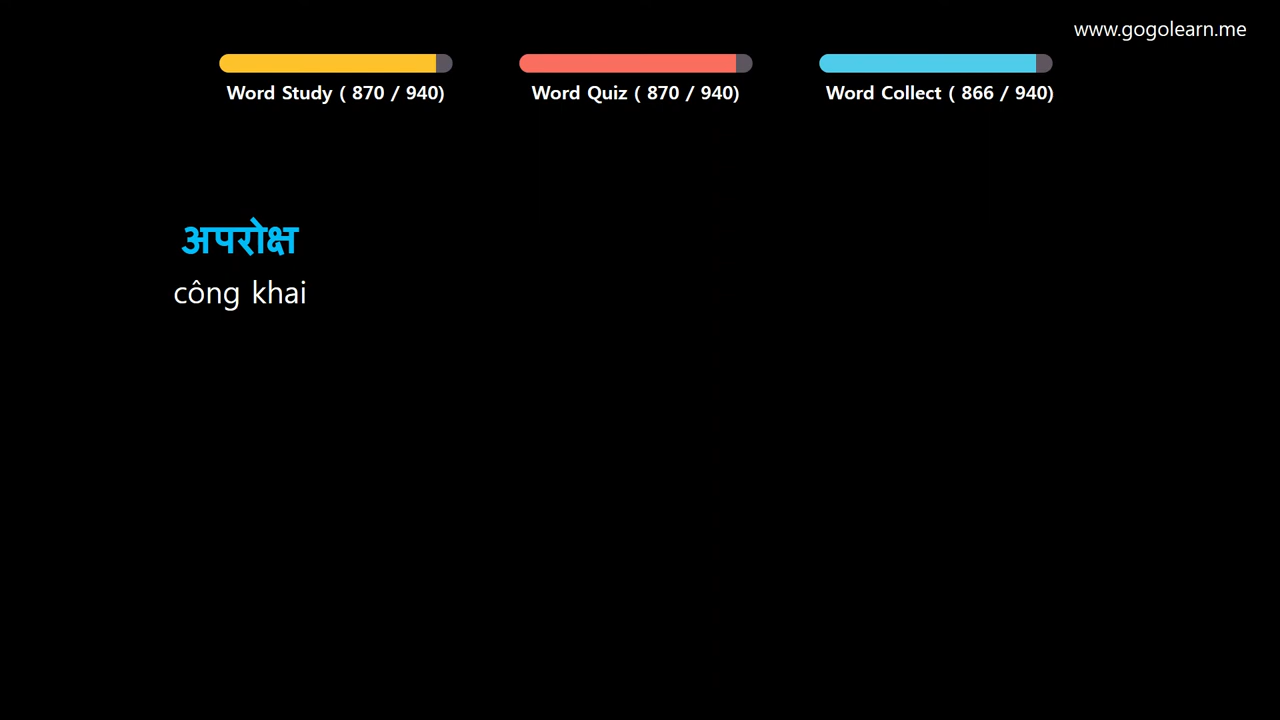 www.gogolearn.me
Word Study ( 870 / 940)
Word Quiz ( 870 / 940)
Word Collect ( 866 / 940)
अपरोक्ष
công khai